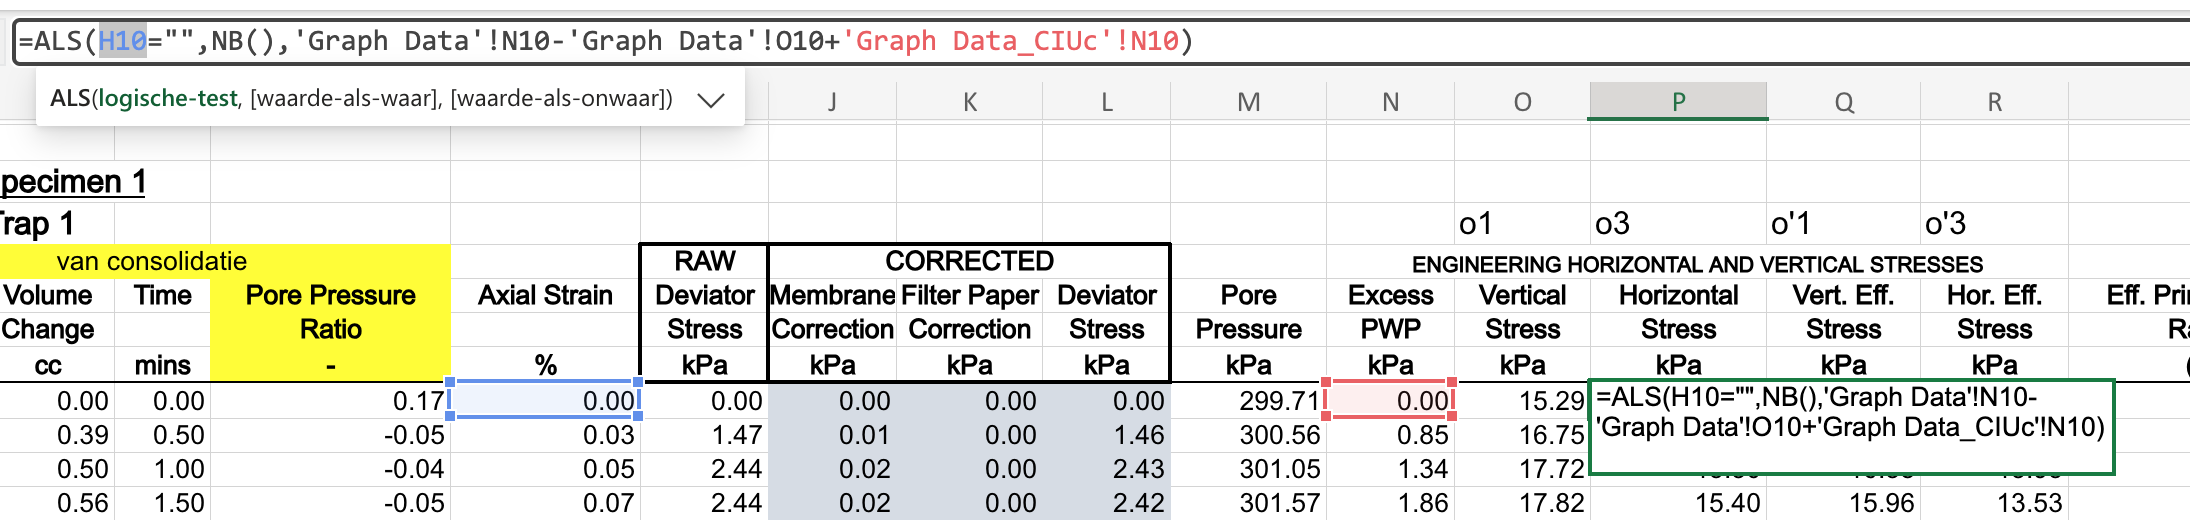 =ALS(H10="",NB(),'Graph Data'!N10-'Graph Data'!O10+'Graph Data_CIUc'!N10)
ALS(logische-test, [waarde-als-waar], [waarde-als-onwaar])
J K L M N O P Q R
pecimen 1
rap 1 o1 o3 o'1 o'3
van consolidatie RAW CORRECTED ENGINEERING HORIZONTAL AND VERTICAL STRESSES
Volume Time Pore Pressure Axial Strain Deviator Membrane Filter Paper Deviator Pore Excess Vertical Horizontal Vert. Eff. Hor. Eff. Eff. Pri
Change Ratio Stress Correction Correction Stress Pressure PWP Stress Stress Stress Stress R
cc mins - % kPa kPa kPa kPa kPa kPa kPa kPa kPa kPa
0.00 0.00 0.17 0.00 0.00 0.00 0.00 0.00 299.71 0.00 15.29 =ALS(H10="",NB(),'Graph Data'!N10-
0.39 0.50 -0.05 0.03 1.47 0.01 0.00 1.46 300.56 0.85 16.75 'Graph Data'!O10+'Graph Data_CIUc'!N10)
0.50 1.00 -0.04 0.05 2.44 0.02 0.00 2.43 301.05 1.34 17.72
0.56 1.50 -0.05 0.07 2.44 0.02 0.00 2.42 301.57 1.86 17.82 15.40 15.96 13.53